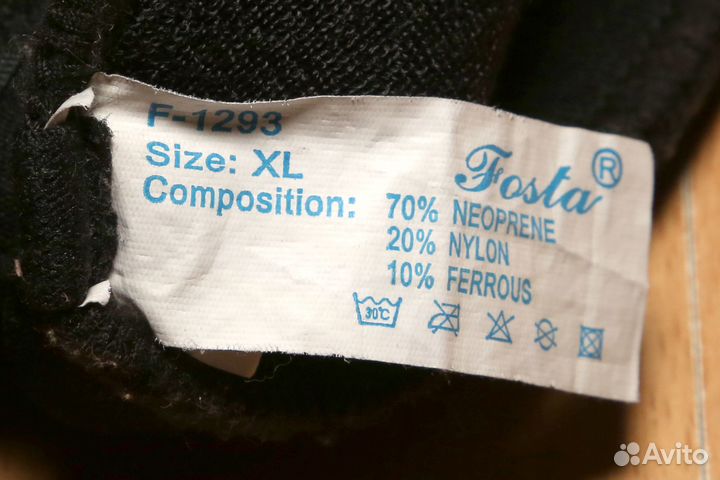 F-1293
Size: XL
Fosta®
Composition: 70% NEOPRENE
20% NYLON
10% FERROUS
30°C
Avito